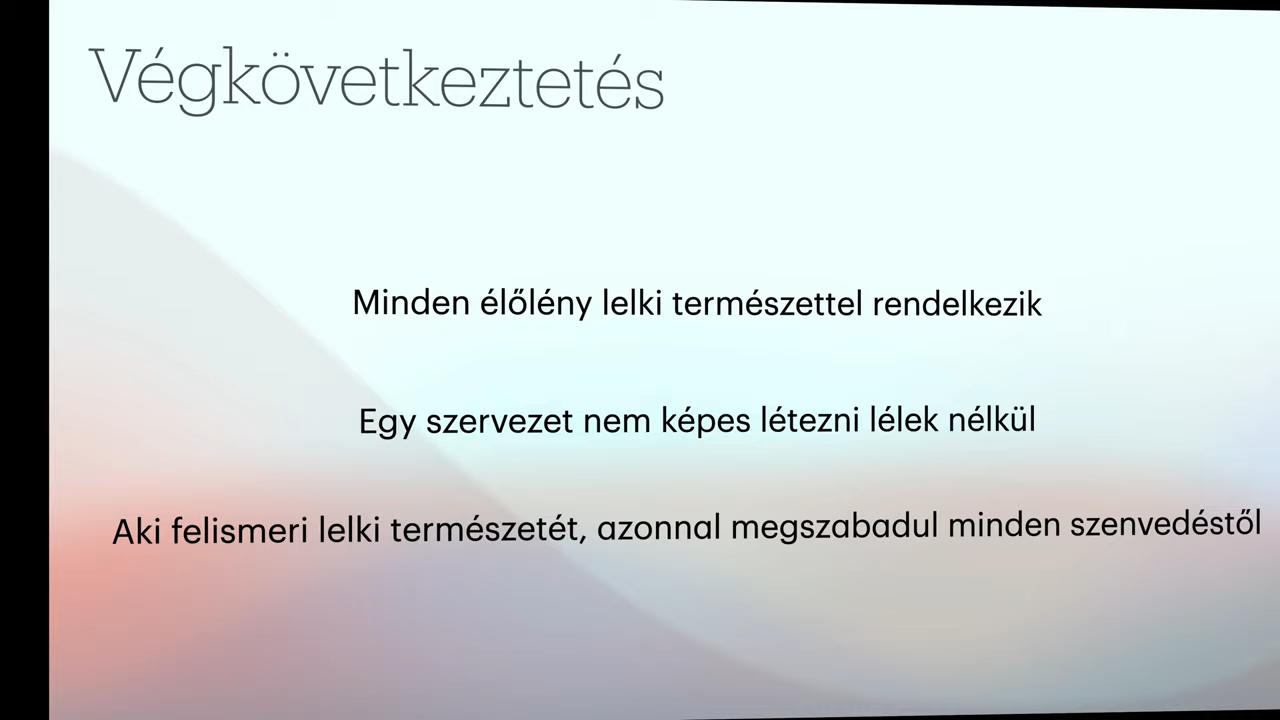 Végkövetkeztetés
Minden élőlény lelki természettel rendelkezik
Egy szervezet nem képes létezni lélek nélkül
Aki felismeri lelki természetét, azonnal megszabadul minden szenvedéstől